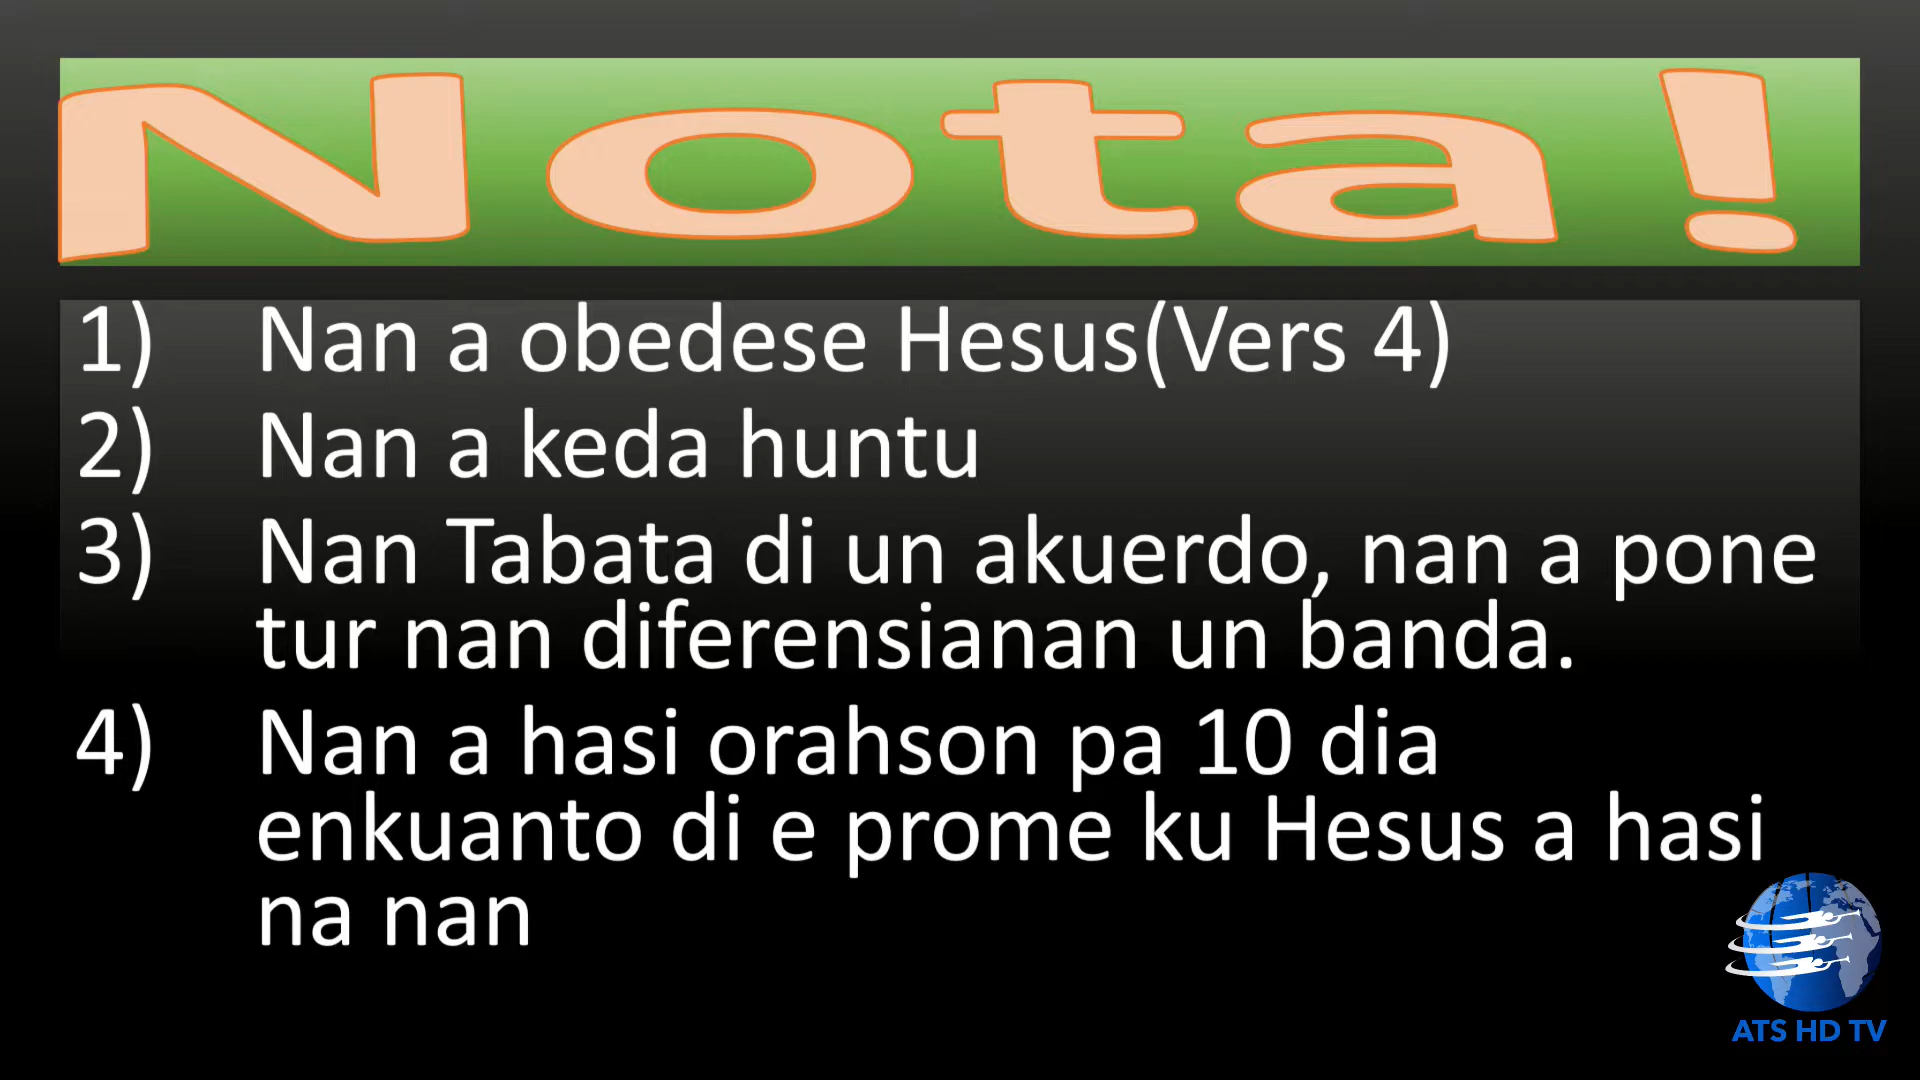 Nota!
1) Nan a obedese Hesus(Vers 4)
2) Nan a keda huntu
3) Nan Tabata di un akuerdo, nan a pone
tur nan diferensianan un banda.
4) Nan a hasi orahson pa 10 dia
enkuanto di e prome ku Hesus a hasi
na nan
ATS HD TV